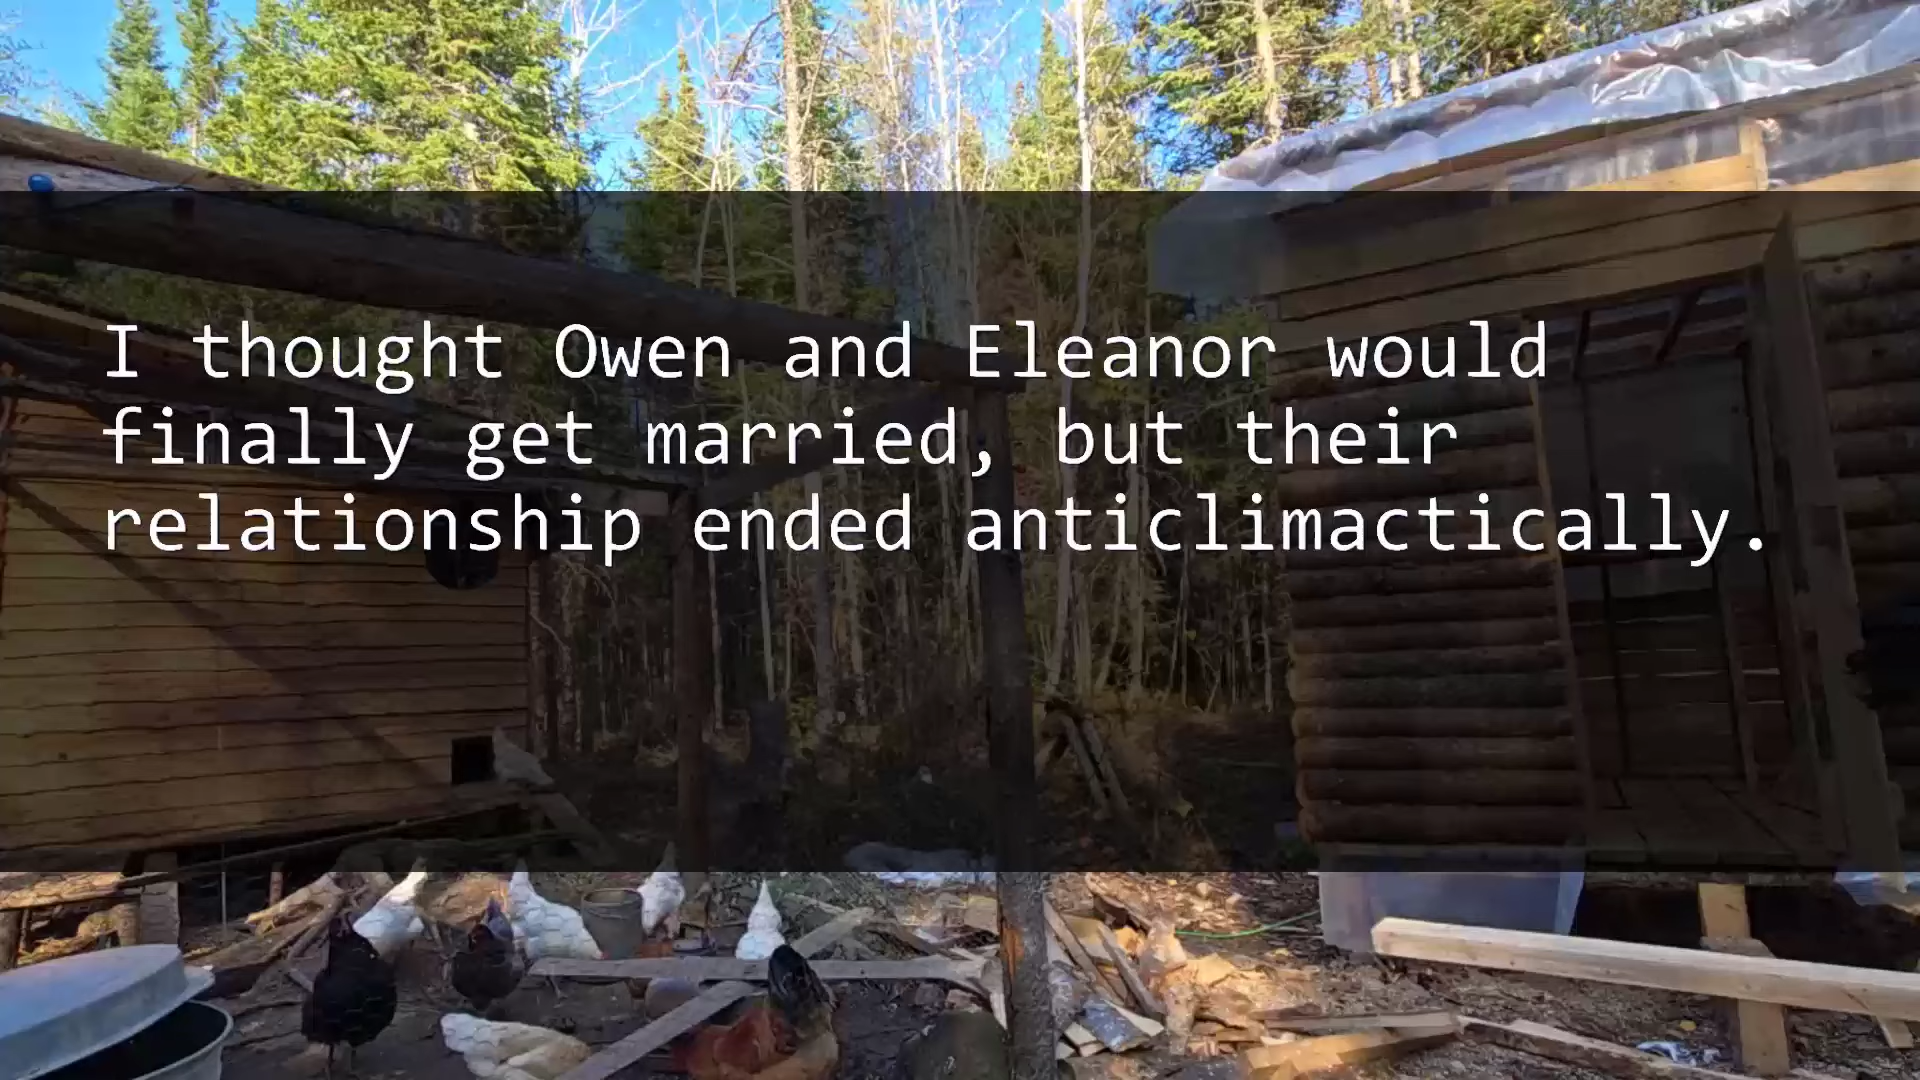 I thought Owen and Eleanor would
finally get married, but their
relationship ended anticlimactically.